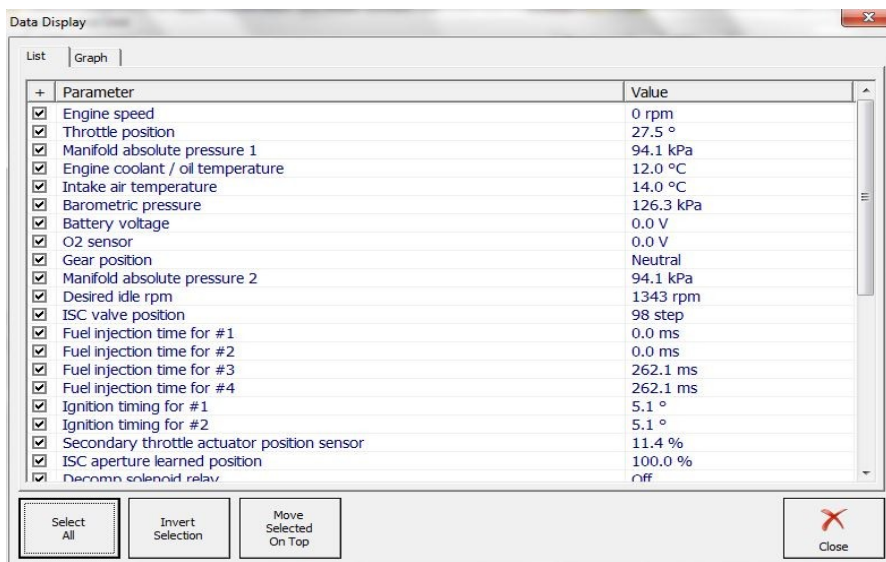 Data Display
List Graph
+ Parameter Value
Engine speed 0 rpm
Throttle position 27.5 °
Manifold absolute pressure 1 94.1 kPa
Engine coolant / oil temperature 12.0 °C
Intake air temperature 14.0 °C
Barometric pressure 126.3 kPa
Battery voltage 0.0 V
O2 sensor 0.0 V
Gear position Neutral
Manifold absolute pressure 2 94.1 kPa
Desired idle rpm 1343 rpm
ISC valve position 98 step
Fuel injection time for #1 0.0 ms
Fuel injection time for #2 0.0 ms
Fuel injection time for #3 262.1 ms
Fuel injection time for #4 262.1 ms
Ignition timing for #1 5.1 °
Ignition timing for #2 5.1 °
Secondary throttle actuator position sensor 11.4 %
ISC aperture learned position 100.0 %
Decomp solenoid relay Off
Select
All
Invert
Selection
Move
Selected
On Top
Close